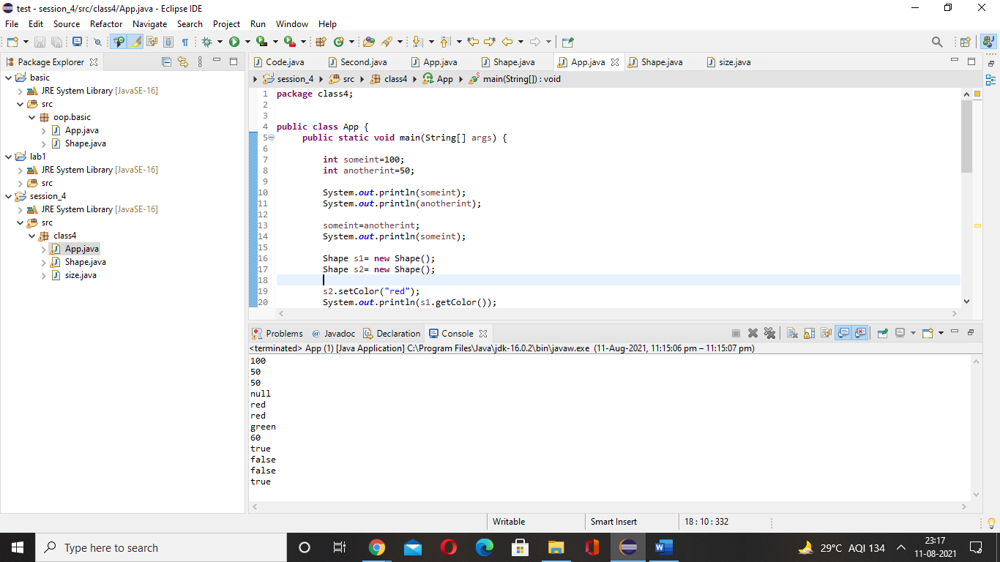 test - session_4/src/class4/App.java - Eclipse IDE
File Edit Source Refactor Navigate Search Project Run Window Help
Package Explorer
basic
JRE System Library [JavaSE-16]
src
oop.basic
App.java
Shape.java
lab1
JRE System Library [JavaSE-16]
src
session_4
JRE System Library [JavaSE-16]
src
class4
App.java
Shape.java
size.java
Code.java Second.java App.java Shape.java App.java Shape.java size.java
session_4 src class4 App main(String[]) : void
1 package class4;
2
3
4 public class App {
5 public static void main(String[] args) {
6
7 int someint=100;
8 int anotherint=50;
9
10 System.out.println(someint);
11 System.out.println(anotherint);
12
13 someint=anotherint;
14 System.out.println(someint);
15
16 Shape s1= new Shape();
17 Shape s2= new Shape();
18
19 s2.setColor("red");
20 System.out.println(s1.getColor());
Problems @ Javadoc Declaration Console
<terminated> App (1) [Java Application] C:\Program Files\Java\jdk-16.0.2\bin\javaw.exe (11-Aug-2021, 11:15:06 pm – 11:15:07 pm)
100
50
50
null
red
red
green
60
true
false
false
true
Writable Smart Insert 18 : 10 : 332
Type here to search
29°C AQI 134
23:17
11-08-2021